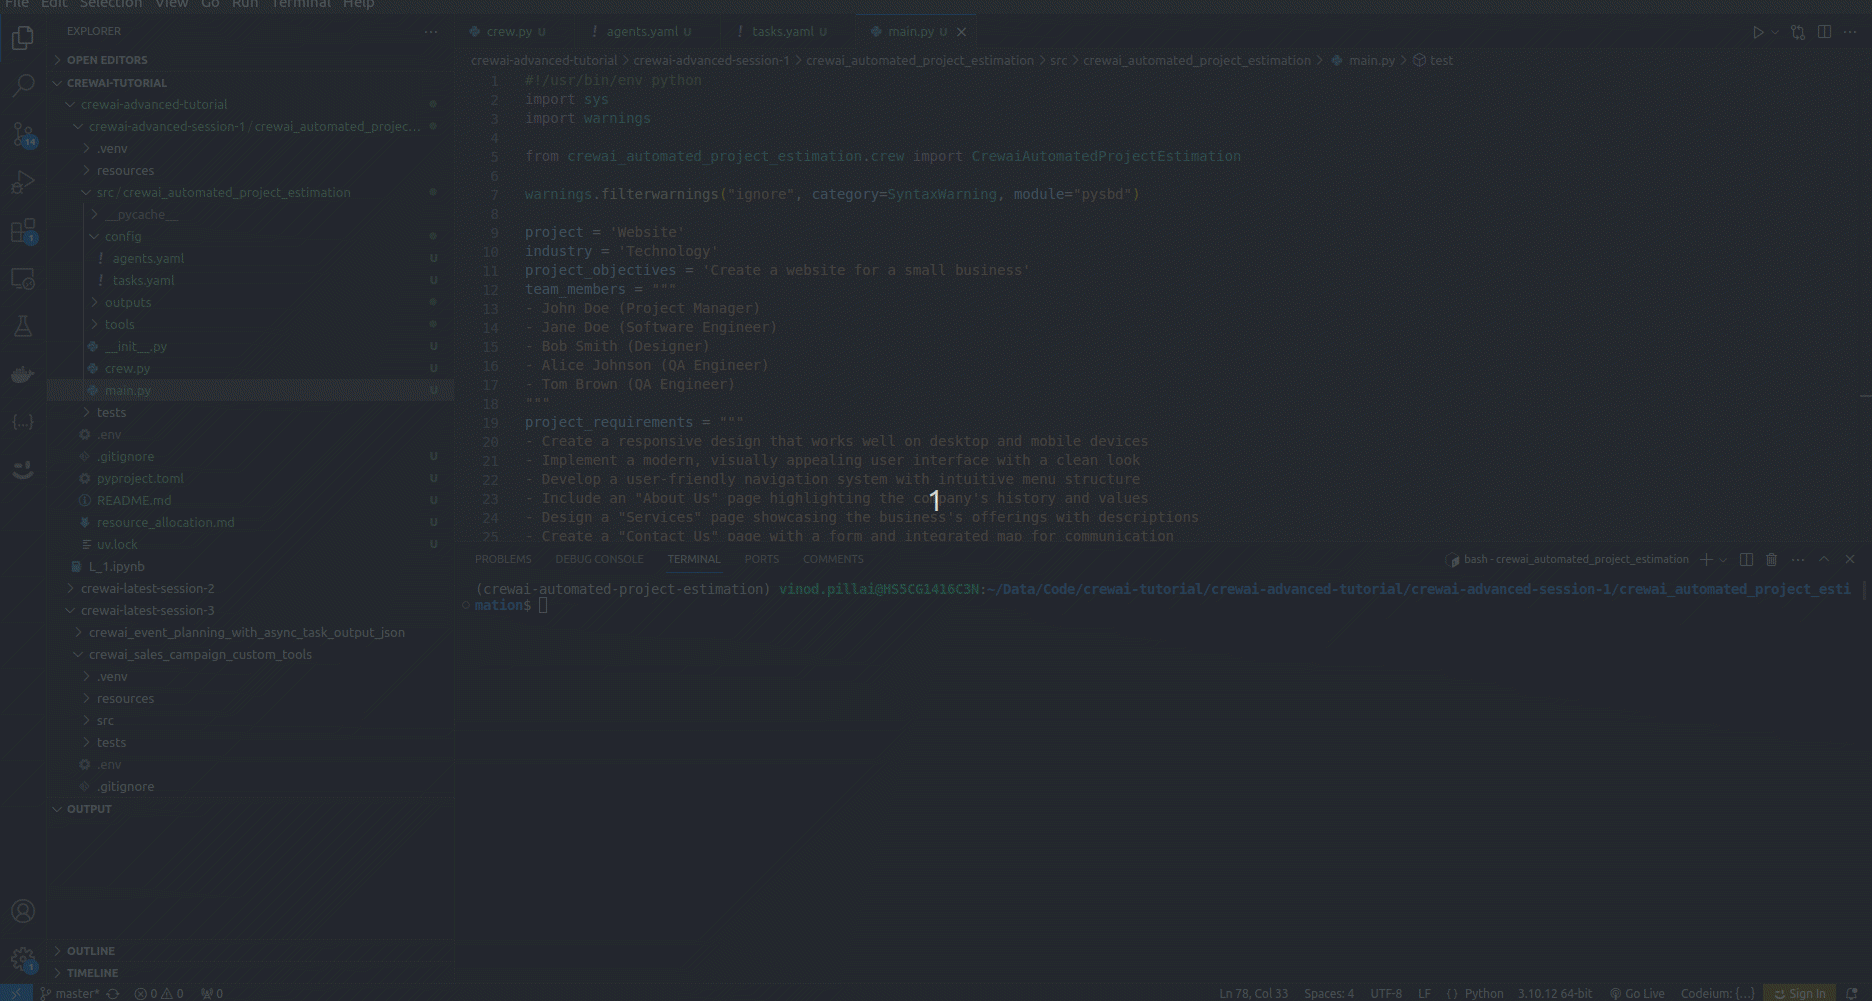 File Edit Selection View Go Run Terminal Help
EXPLORER
OPEN EDITORS
CREWAI-TUTORIAL
crewai-advanced-tutorial
crewai-advanced-session-1 / crewai_automated_projec...
.venv
resources
src / crewai_automated_project_estimation
__pycache__
config
! agents.yaml U
! tasks.yaml U
outputs
tools
__init__.py U
crew.py U
main.py U
tests
.env
.gitignore U
pyproject.toml U
README.md U
resource_allocation.md U
uv.lock U
L_1.ipynb
crewai-latest-session-2
crewai-latest-session-3
crewai_event_planning_with_async_task_output_json
crewai_sales_campaign_custom_tools
.venv
resources
src
tests
.env
.gitignore
OUTPUT
OUTLINE
TIMELINE
14
1
1
crew.py U ! agents.yaml U ! tasks.yaml U main.py U
crewai-advanced-tutorial > crewai-advanced-session-1 > crewai_automated_project_estimation > src > crewai_automated_project_estimation > main.py > test
1 #!/usr/bin/env python
2 import sys
3 import warnings
4
5 from crewai_automated_project_estimation.crew import CrewaiAutomatedProjectEstimation
6
7 warnings.filterwarnings("ignore", category=SyntaxWarning, module="pysbd")
8
9 project = 'Website'
10 industry = 'Technology'
11 project_objectives = 'Create a website for a small business'
12 team_members = """
13 - John Doe (Project Manager)
14 - Jane Doe (Software Engineer)
15 - Bob Smith (Designer)
16 - Alice Johnson (QA Engineer)
17 - Tom Brown (QA Engineer)
18 """
19 project_requirements = """
20 - Create a responsive design that works well on desktop and mobile devices
21 - Implement a modern, visually appealing user interface with a clean look
22 - Develop a user-friendly navigation system with intuitive menu structure
23 - Include an "About Us" page highlighting the company's history and values
24 - Design a "Services" page showcasing the business's offerings with descriptions
25 - Create a "Contact Us" page with a form and integrated map for communication
1
PROBLEMS DEBUG CONSOLE TERMINAL PORTS COMMENTS
bash - crewai_automated_project_estimation
(crewai-automated-project-estimation) vinod.pillai@HS5CG1416C3N:~/Data/Code/crewai-tutorial/crewai-advanced-tutorial/crewai-advanced-session-1/crewai_automated_project_esti
mation$
master* 0 0 0
Ln 78, Col 33 Spaces: 4 UTF-8 LF Python 3.10.12 64-bit Go Live Codeium: {...} Sign in